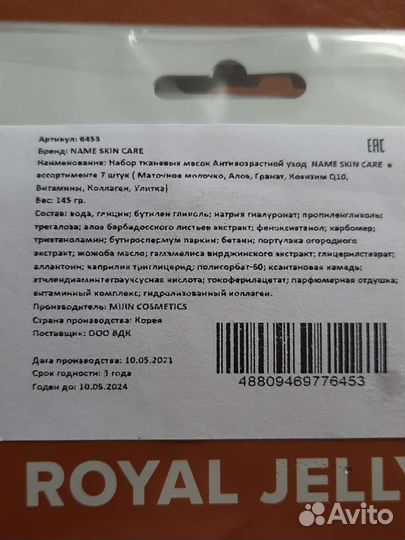 Артикул: 6453
Бренд: NAME SKIN CARE
EAC
Наименование: Набор тканевых масок Антивозрастной уход NAME SKIN CARE в
ассортименте 7 штук ( Маточное молочко, Алоэ, Гранат, Коэнзим Q10,
Витамины, Коллаген, Улитка)
Вес: 145 гр.
Состав: вода, глицин; бутилен гликоль; натрия гиалуронат; пропиленгликоль;
трегалоза; алоэ барбадосского листьев экстракт; феноксиетанол; карбомер;
триэтаноламин; бутироспермум паркии; бетаин; портулака огородного
экстракт; жожоба масло; гамамелиса вирджинского экстракт; глицерилстеарат;
аллантоин; каприлик триглицерид; полисорбат-60; ксантановая камедь;
этилендиаминтетрауксусная кислота; токоферилацетат; парфюмерная отдушка;
витаминный комплекс; гидролизованный коллаген.
Производитель: MIJIN COSMETICS
Страна производства: Корея
Поставщик: ООО ВДК
Дата производства: 10.05.2021
Срок годности: 3 года
Годен до: 10.05.2024
48809469776453
ROYAL JELLY
Avito